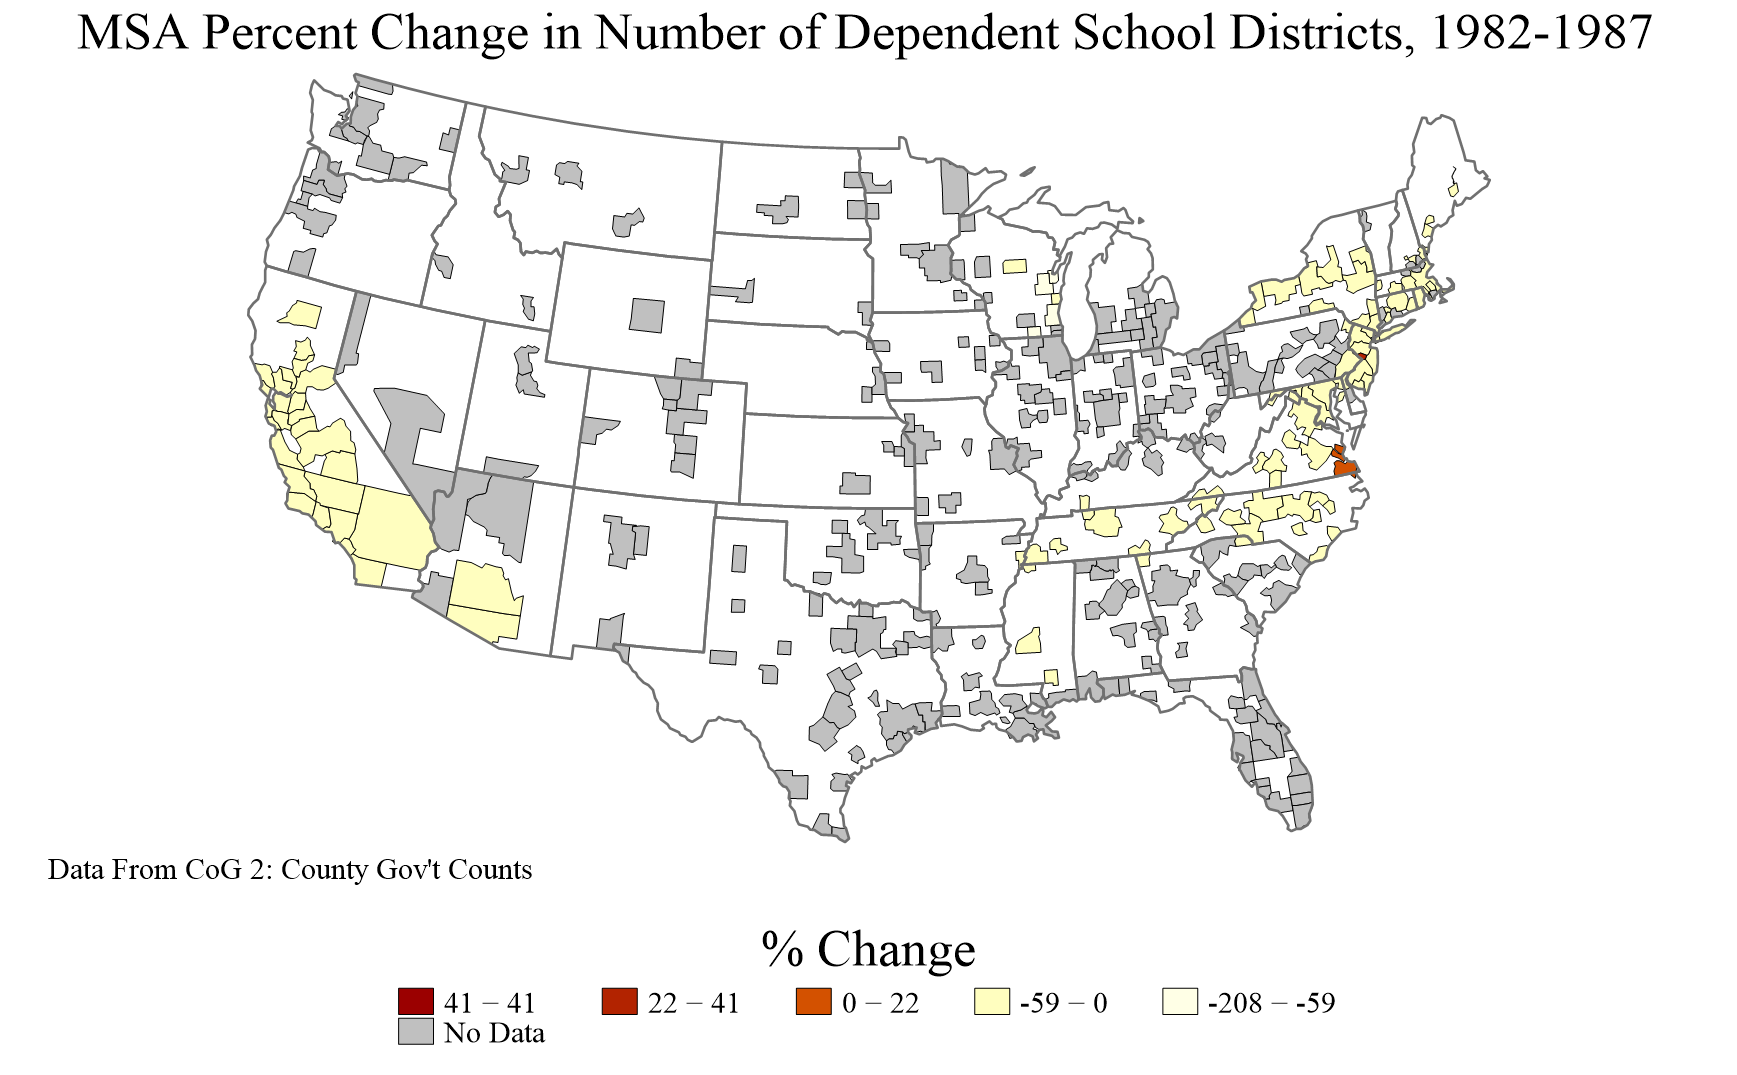 MSA Percent Change in Number of Dependent School Districts, 1982-1987
Data From CoG 2: County Gov't Counts
% Change
41 – 41 22 – 41 0 – 22 -59 – 0 -208 – -59
No Data